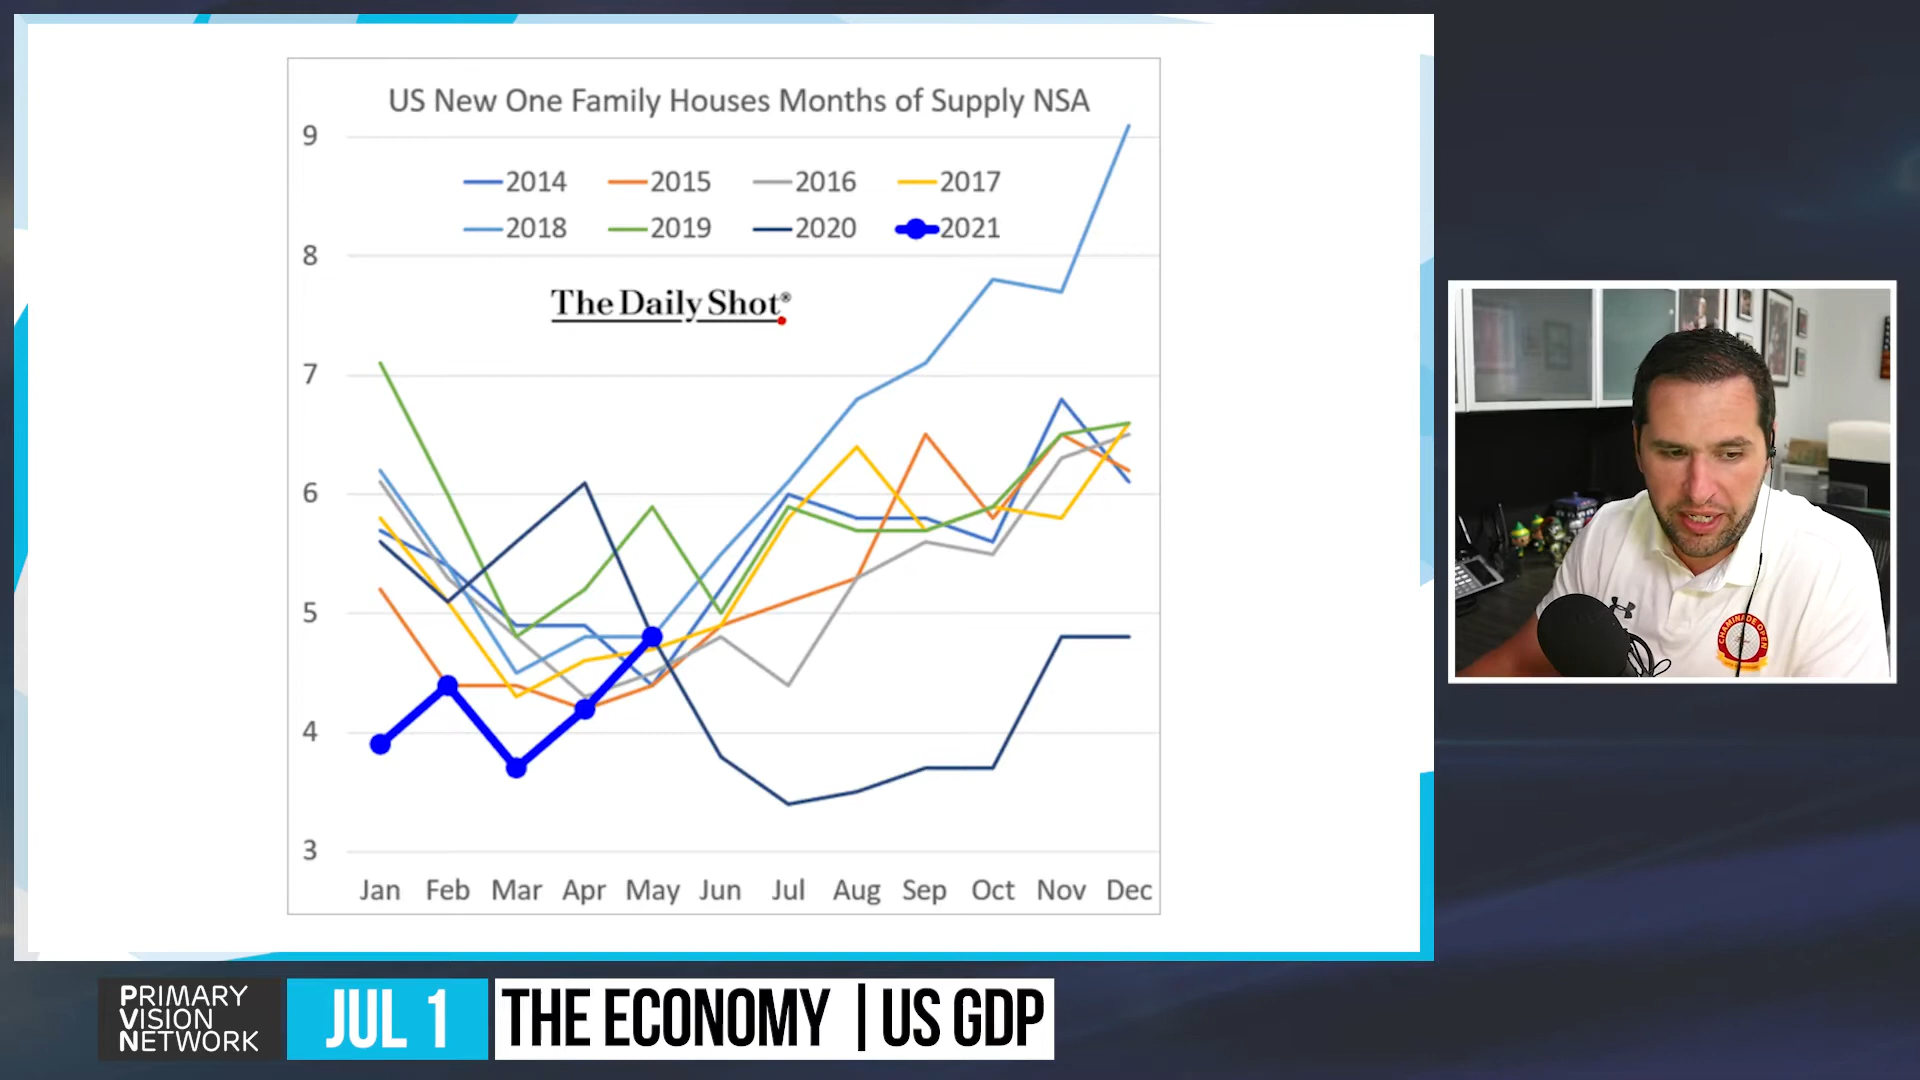 US New One Family Houses Months of Supply NSA
9
2014 2015 2016 2017
2018 2019 2020 2021
8
The Daily Shot®
7
6
5
4
3
Jan Feb Mar Apr May Jun Jul Aug Sep Oct Nov Dec
CHAMINADE OPEN
PRIMARY
VISION
NETWORK
JUL 1
THE ECONOMY | US GDP